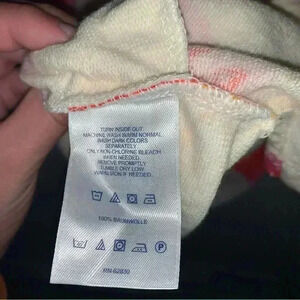 TURN INSIDE OUT
MACHINE WASH WARM NORMAL
WASH DARK COLORS
SEPARATELY
ONLY NON-CHLORINE BLEACH
WHEN NEEDED
REMOVE PROMPTLY
TUMBLE DRY LOW
WARM IRON IF NEEDED
100% BAUMWOLLE
RN 62830